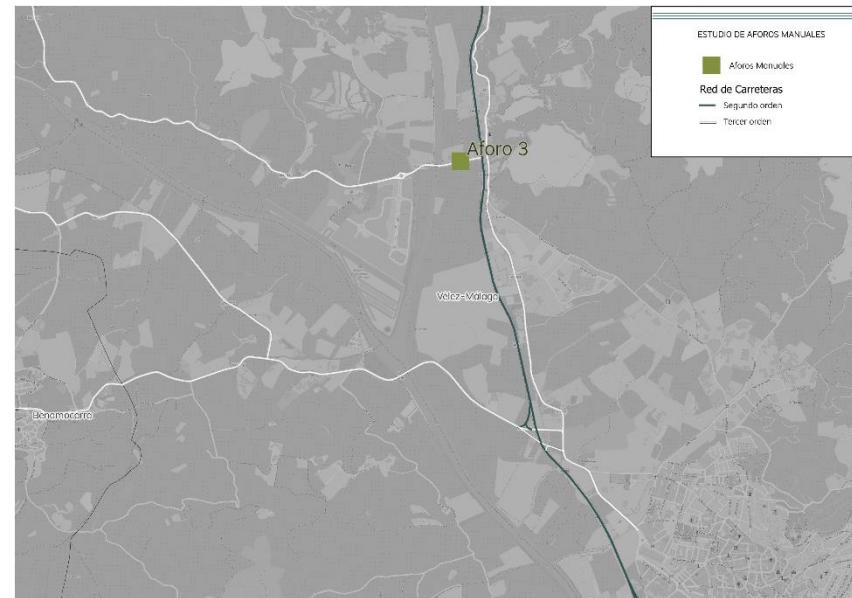 ESTUDIO DE AFOROS MANUALES
Aforos Manuales
Red de Carreteras
Segundo orden
Tercer orden
Aforo 3
Vélez-Málaga
Benamocarra